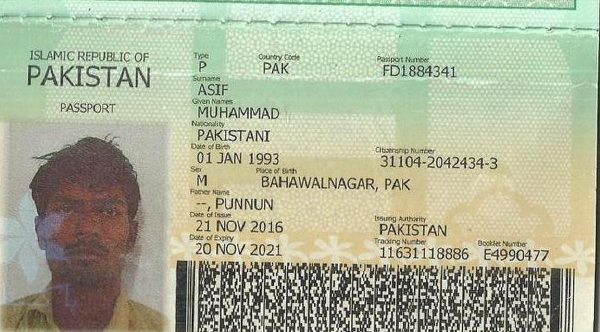 ISLAMIC REPUBLIC OF
PAKISTAN
PASSPORT
Type Country Code Passport Number
P PAK FD1884341
Surname
ASIF
Given Names
MUHAMMAD
Nationality
PAKISTANI
Date of Birth Citizenship Number
01 JAN 1993 31104-2042434-3
Sex Place of Birth
M BAHAWALNAGAR, PAK
Father Name
--, PUNNUN
Date of Issue Issuing Authority
21 NOV 2016 PAKISTAN
Date of Expiry Tracking Number Booklet Number
20 NOV 2021 11631118886 E4990477